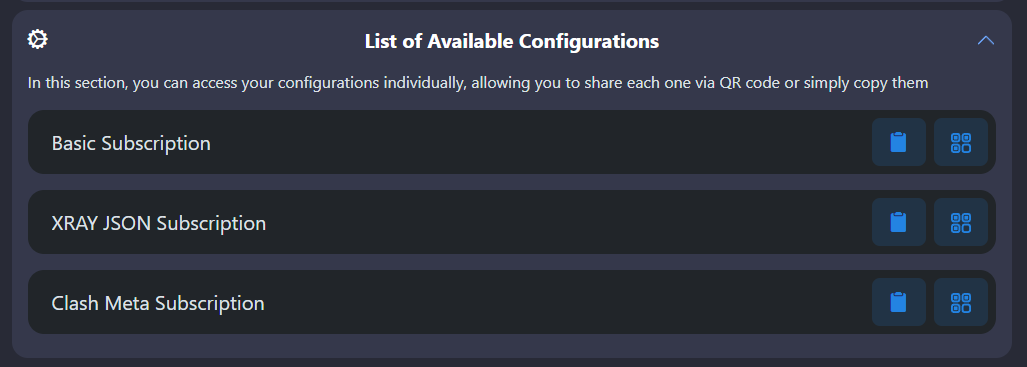 List of Available Configurations
In this section, you can access your configurations individually, allowing you to share each one via QR code or simply copy them
Basic Subscription
XRAY JSON Subscription
Clash Meta Subscription